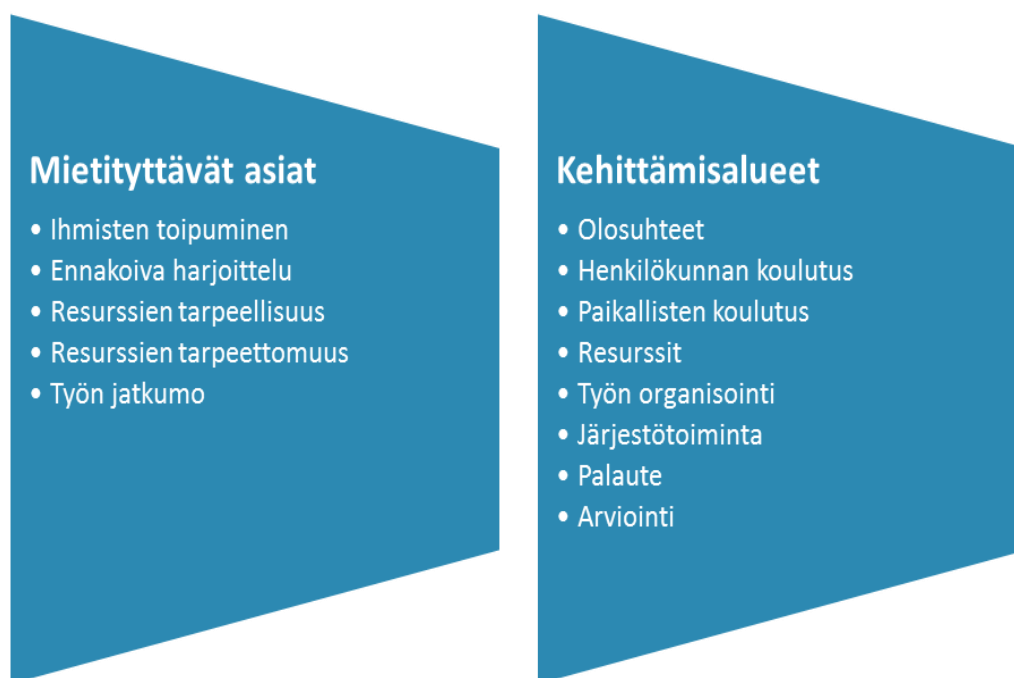 Mietityttävät asiat
• Ihmisten toipuminen
• Ennakoiva harjoittelu
• Resurssien tarpeellisuus
• Resurssien tarpeettomuus
• Työn jatkumo
Kehittämisalueet
• Olosuhteet
• Henkilökunnan koulutus
• Paikallisten koulutus
• Resurssit
• Työn organisointi
• Järjestötoiminta
• Palaute
• Arviointi